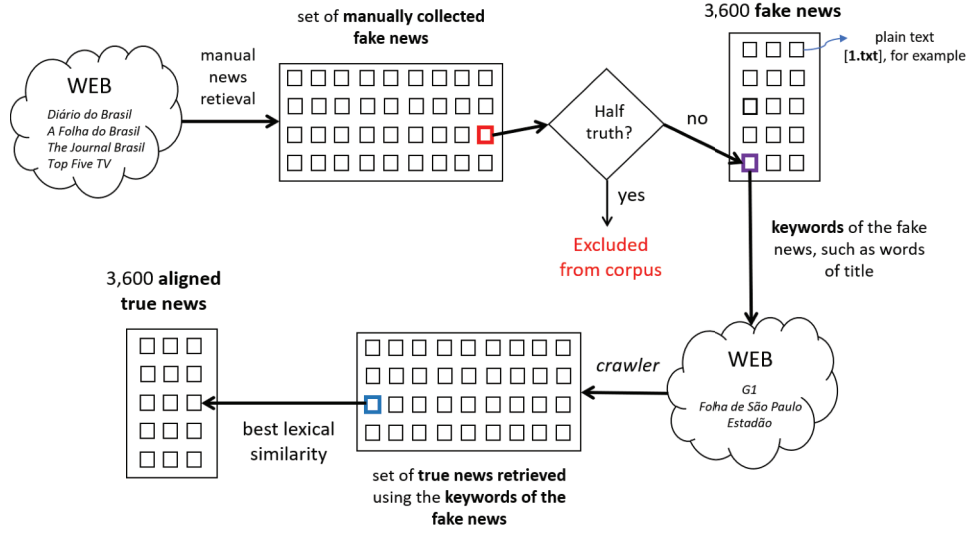 WEB
Diário do Brasil
A Folha do Brasil
The Journal Brasil
Top Five TV
manual
news
retieval
set of manually collected
fake news
Half
truth?
no
yes
Excluded
from corpus
3,600 fake news
plain text
[1.txt], for example
keywords of the fake
news, such as words
of title
WEB
G1
Folha de São Paulo
Estadão
crawler
set of true news retrieved
using the keywords of the
fake news
best lexical
similarity
3,600 aligned
true news